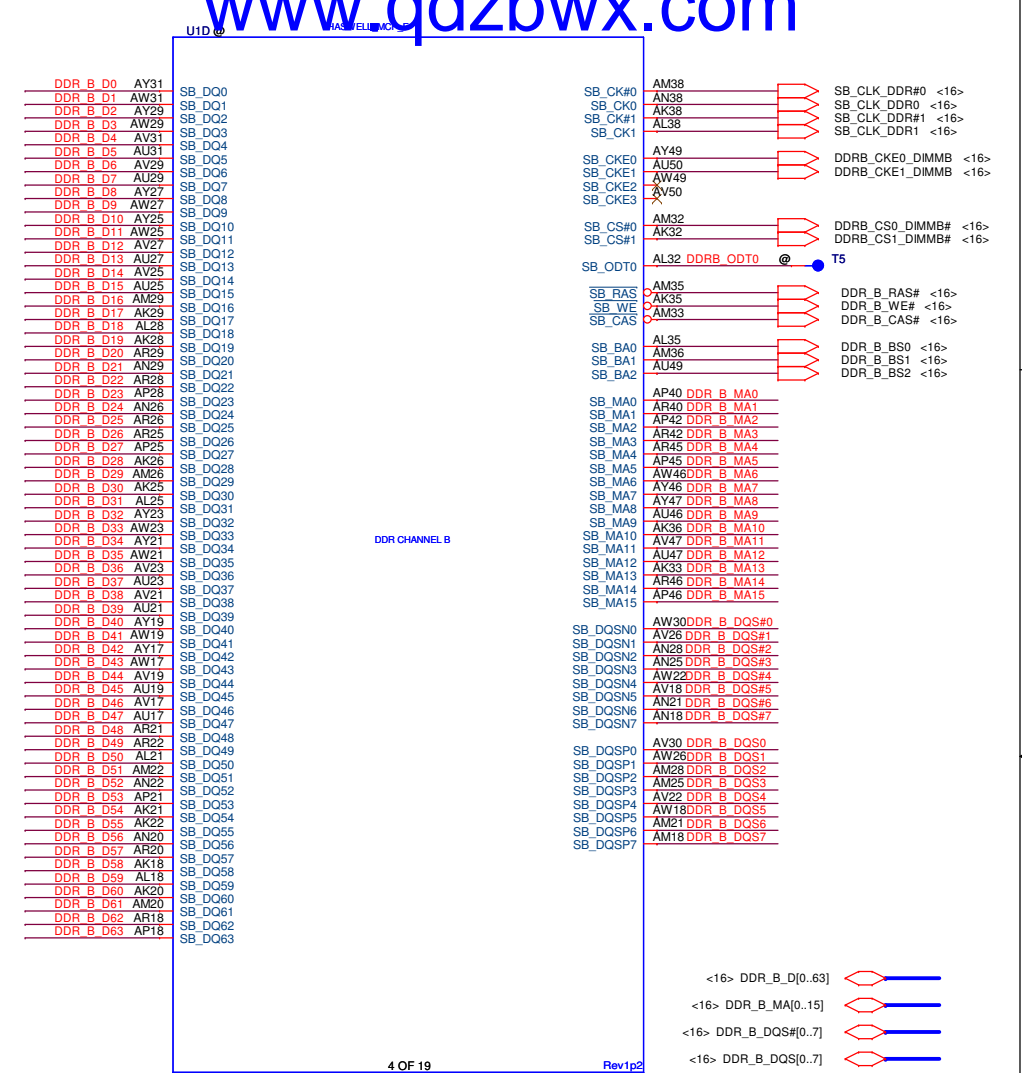 www.qdzbwx.com
U1D @
DDR_B_D0 AY31 SB_DQ0
DDR_B_D1 AW31 SB_DQ1
DDR_B_D2 AY29 SB_DQ2
DDR_B_D3 AW29 SB_DQ3
DDR_B_D4 AV31 SB_DQ4
DDR_B_D5 AU31 SB_DQ5
DDR_B_D6 AV29 SB_DQ6
DDR_B_D7 AU29 SB_DQ7
DDR_B_D8 AY27 SB_DQ8
DDR_B_D9 AW27 SB_DQ9
DDR_B_D10 AY25 SB_DQ10
DDR_B_D11 AW25 SB_DQ11
DDR_B_D12 AV27 SB_DQ12
DDR_B_D13 AU27 SB_DQ13
DDR_B_D14 AV25 SB_DQ14
DDR_B_D15 AU25 SB_DQ15
DDR_B_D16 AM29 SB_DQ16
DDR_B_D17 AK29 SB_DQ17
DDR_B_D18 AL28 SB_DQ18
DDR_B_D19 AK28 SB_DQ19
DDR_B_D20 AR29 SB_DQ20
DDR_B_D21 AN29 SB_DQ21
DDR_B_D22 AR28 SB_DQ22
DDR_B_D23 AP28 SB_DQ23
DDR_B_D24 AN26 SB_DQ24
DDR_B_D25 AR26 SB_DQ25
DDR_B_D26 AR25 SB_DQ26
DDR_B_D27 AP25 SB_DQ27
DDR_B_D28 AK26 SB_DQ28
DDR_B_D29 AM26 SB_DQ29
DDR_B_D30 AK25 SB_DQ30
DDR_B_D31 AL25 SB_DQ31
DDR_B_D32 AY23 SB_DQ32
DDR_B_D33 AW23 SB_DQ33
DDR_B_D34 AY21 SB_DQ34
DDR_B_D35 AW21 SB_DQ35
DDR_B_D36 AV23 SB_DQ36
DDR_B_D37 AU23 SB_DQ37
DDR_B_D38 AV21 SB_DQ38
DDR_B_D39 AU21 SB_DQ39
DDR_B_D40 AY19 SB_DQ40
DDR_B_D41 AW19 SB_DQ41
DDR_B_D42 AY17 SB_DQ42
DDR_B_D43 AW17 SB_DQ43
DDR_B_D44 AV19 SB_DQ44
DDR_B_D45 AU19 SB_DQ45
DDR_B_D46 AV17 SB_DQ46
DDR_B_D47 AU17 SB_DQ47
DDR_B_D48 AR21 SB_DQ48
DDR_B_D49 AR22 SB_DQ49
DDR_B_D50 AL21 SB_DQ50
DDR_B_D51 AM22 SB_DQ51
DDR_B_D52 AN22 SB_DQ52
DDR_B_D53 AP21 SB_DQ53
DDR_B_D54 AK21 SB_DQ54
DDR_B_D55 AK22 SB_DQ55
DDR_B_D56 AN20 SB_DQ56
DDR_B_D57 AR20 SB_DQ57
DDR_B_D58 AK18 SB_DQ58
DDR_B_D59 AL18 SB_DQ59
DDR_B_D60 AK20 SB_DQ60
DDR_B_D61 AM20 SB_DQ61
DDR_B_D62 AR18 SB_DQ62
DDR_B_D63 AP18 SB_DQ63
DDR CHANNEL B
SB_CK#0 AM38 SB_CLK_DDR#0 <16>
SB_CK0 AN38 SB_CLK_DDR0 <16>
SB_CK#1 AK38 SB_CLK_DDR#1 <16>
SB_CK1 AL38 SB_CLK_DDR1 <16>
SB_CKE0 AY49 DDRB_CKE0_DIMMB <16>
SB_CKE1 AU50 DDRB_CKE1_DIMMB <16>
SB_CKE2 AW49
SB_CKE3 AV50
SB_CS#0 AM32 DDRB_CS0_DIMMB# <16>
SB_CS#1 AK32 DDRB_CS1_DIMMB# <16>
SB_ODT0 AL32 DDRB_ODT0 @ T5
SB_RAS AM35 DDR_B_RAS# <16>
SB_WE AK35 DDR_B_WE# <16>
SB_CAS AM33 DDR_B_CAS# <16>
SB_BA0 AL35 DDR_B_BS0 <16>
SB_BA1 AM36 DDR_B_BS1 <16>
SB_BA2 AU49 DDR_B_BS2 <16>
SB_MA0 AP40 DDR_B_MA0
SB_MA1 AR40 DDR_B_MA1
SB_MA2 AP42 DDR_B_MA2
SB_MA3 AR42 DDR_B_MA3
SB_MA4 AR45 DDR_B_MA4
SB_MA5 AP45 DDR_B_MA5
SB_MA6 AW46 DDR_B_MA6
SB_MA7 AY46 DDR_B_MA7
SB_MA8 AY47 DDR_B_MA8
SB_MA9 AU46 DDR_B_MA9
SB_MA10 AK36 DDR_B_MA10
SB_MA11 AV47 DDR_B_MA11
SB_MA12 AU47 DDR_B_MA12
SB_MA13 AK33 DDR_B_MA13
SB_MA14 AR46 DDR_B_MA14
SB_MA15 AP46 DDR_B_MA15
SB_DQSN0 AW30 DDR_B_DQS#0
SB_DQSN1 AV26 DDR_B_DQS#1
SB_DQSN2 AN28 DDR_B_DQS#2
SB_DQSN3 AN25 DDR_B_DQS#3
SB_DQSN4 AW22 DDR_B_DQS#4
SB_DQSN5 AV18 DDR_B_DQS#5
SB_DQSN6 AN21 DDR_B_DQS#6
SB_DQSN7 AN18 DDR_B_DQS#7
SB_DQSP0 AV30 DDR_B_DQS0
SB_DQSP1 AW26 DDR_B_DQS1
SB_DQSP2 AM28 DDR_B_DQS2
SB_DQSP3 AM25 DDR_B_DQS3
SB_DQSP4 AV22 DDR_B_DQS4
SB_DQSP5 AW18 DDR_B_DQS5
SB_DQSP6 AM21 DDR_B_DQS6
SB_DQSP7 AM18 DDR_B_DQS7
<16> DDR_B_D[0..63]
<16> DDR_B_MA[0..15]
<16> DDR_B_DQS#[0..7]
<16> DDR_B_DQS[0..7]
4 OF 19
Rev1p2